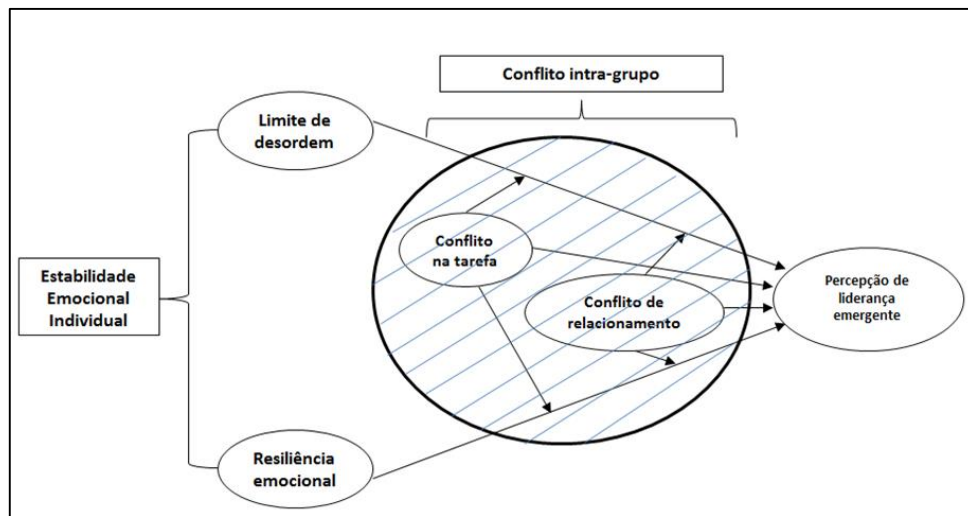 Conflito intra-grupo
Limite de
desordem
Conflito
na tarefa
Estabilidade
Emocional
Individual
Conflito de
relacionamento
Percepção de
liderança
emergente
Resiliência
emocional